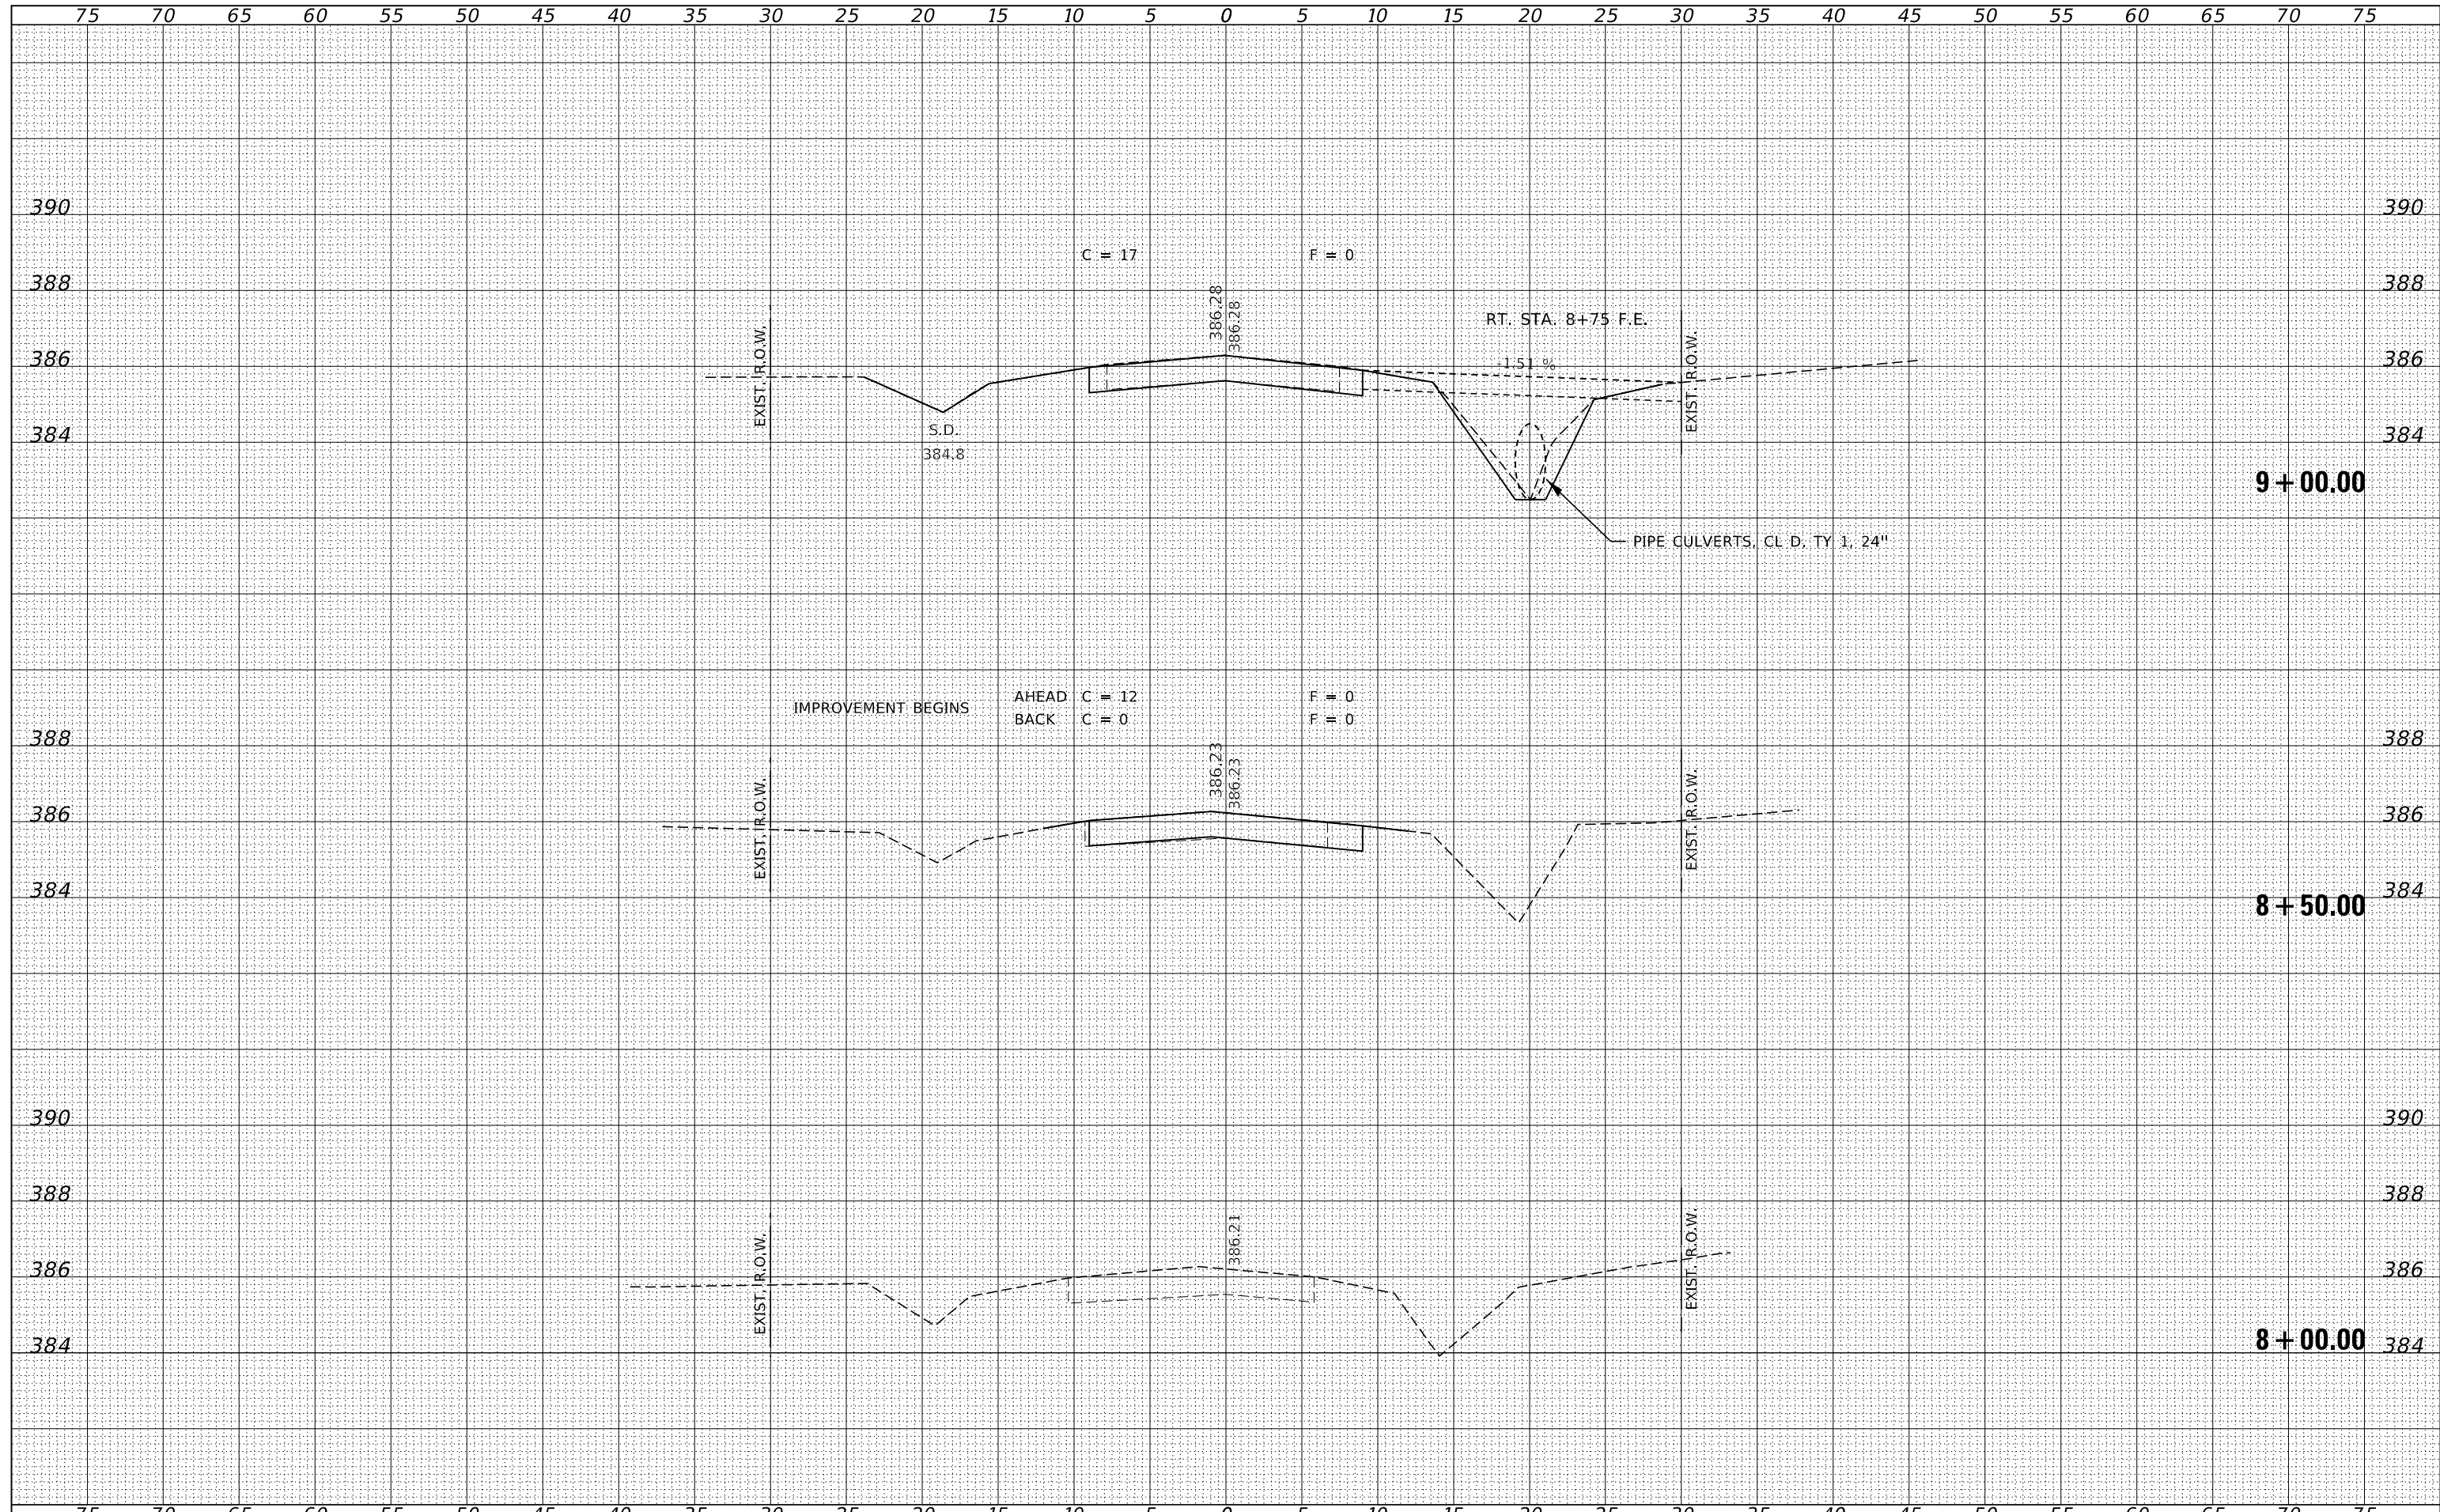 75 70 65 60 55 50 45 40 35 30 25 20 15 10 5 0 5 10 15 20 25 30 35 40 45 50 55 60 65 70 75
390 390
C = 17 F = 0
388 388
386.28
386.28
RT. STA. 8+75 F.E.
EXIST. R.O.W.
EXIST. R.O.W.
386 386
-1.51 %
S.D.
384.8
384 384
9+00.00
PIPE CULVERTS, CL D, TY 1, 24"
IMPROVEMENT BEGINS
AHEAD C = 12 F = 0
BACK C = 0 F = 0
388 388
386.23
386.23
EXIST. R.O.W.
EXIST. R.O.W.
386 386
384 384
8+50.00
390 390
388 388
386.21
EXIST. R.O.W.
EXIST. R.O.W.
386 386
384 384
8+00.00
75 70 65 60 55 50 45 40 35 30 25 20 15 10 5 0 5 10 15 20 25 30 35 40 45 50 55 60 65 70 75